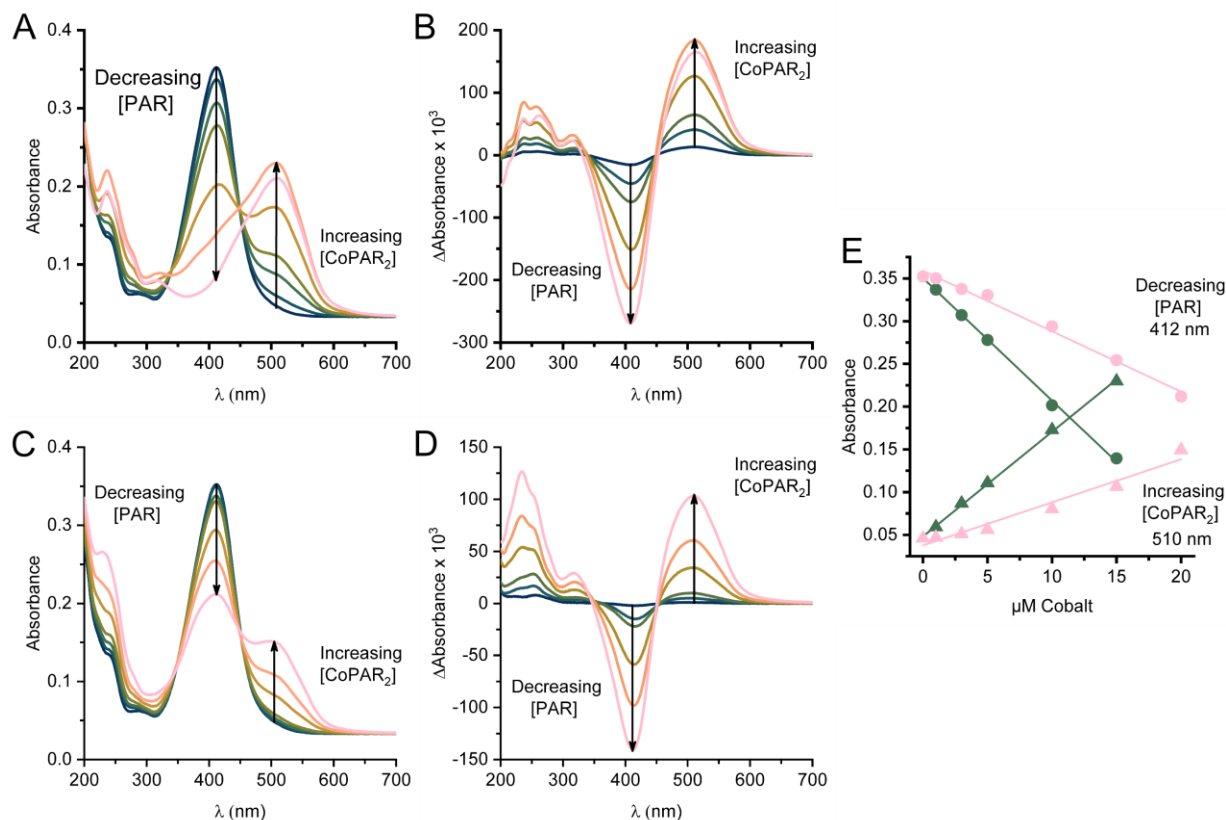 A
Absorbance
0.4
0.3
0.2
0.1
0.0
200 300 400 500 600 700
λ (nm)
Decreasing
[PAR]
Increasing
[CoPAR₂]
B
ΔAbsorbance x 10³
200
100
0
-100
-200
-300
200 300 400 500 600 700
λ (nm)
Increasing
[CoPAR₂]
Decreasing
[PAR]
C
Absorbance
0.4
0.3
0.2
0.1
0.0
200 300 400 500 600 700
λ (nm)
Decreasing
[PAR]
Increasing
[CoPAR₂]
D
ΔAbsorbance x 10³
150
100
50
0
-50
-100
-150
200 300 400 500 600 700
λ (nm)
Increasing
[CoPAR₂]
Decreasing
[PAR]
E
Absorbance
0.35
0.30
0.25
0.20
0.15
0.10
0.05
0 5 10 15 20
µM Cobalt
Decreasing
[PAR]
412 nm
Increasing
[CoPAR₂]
510 nm